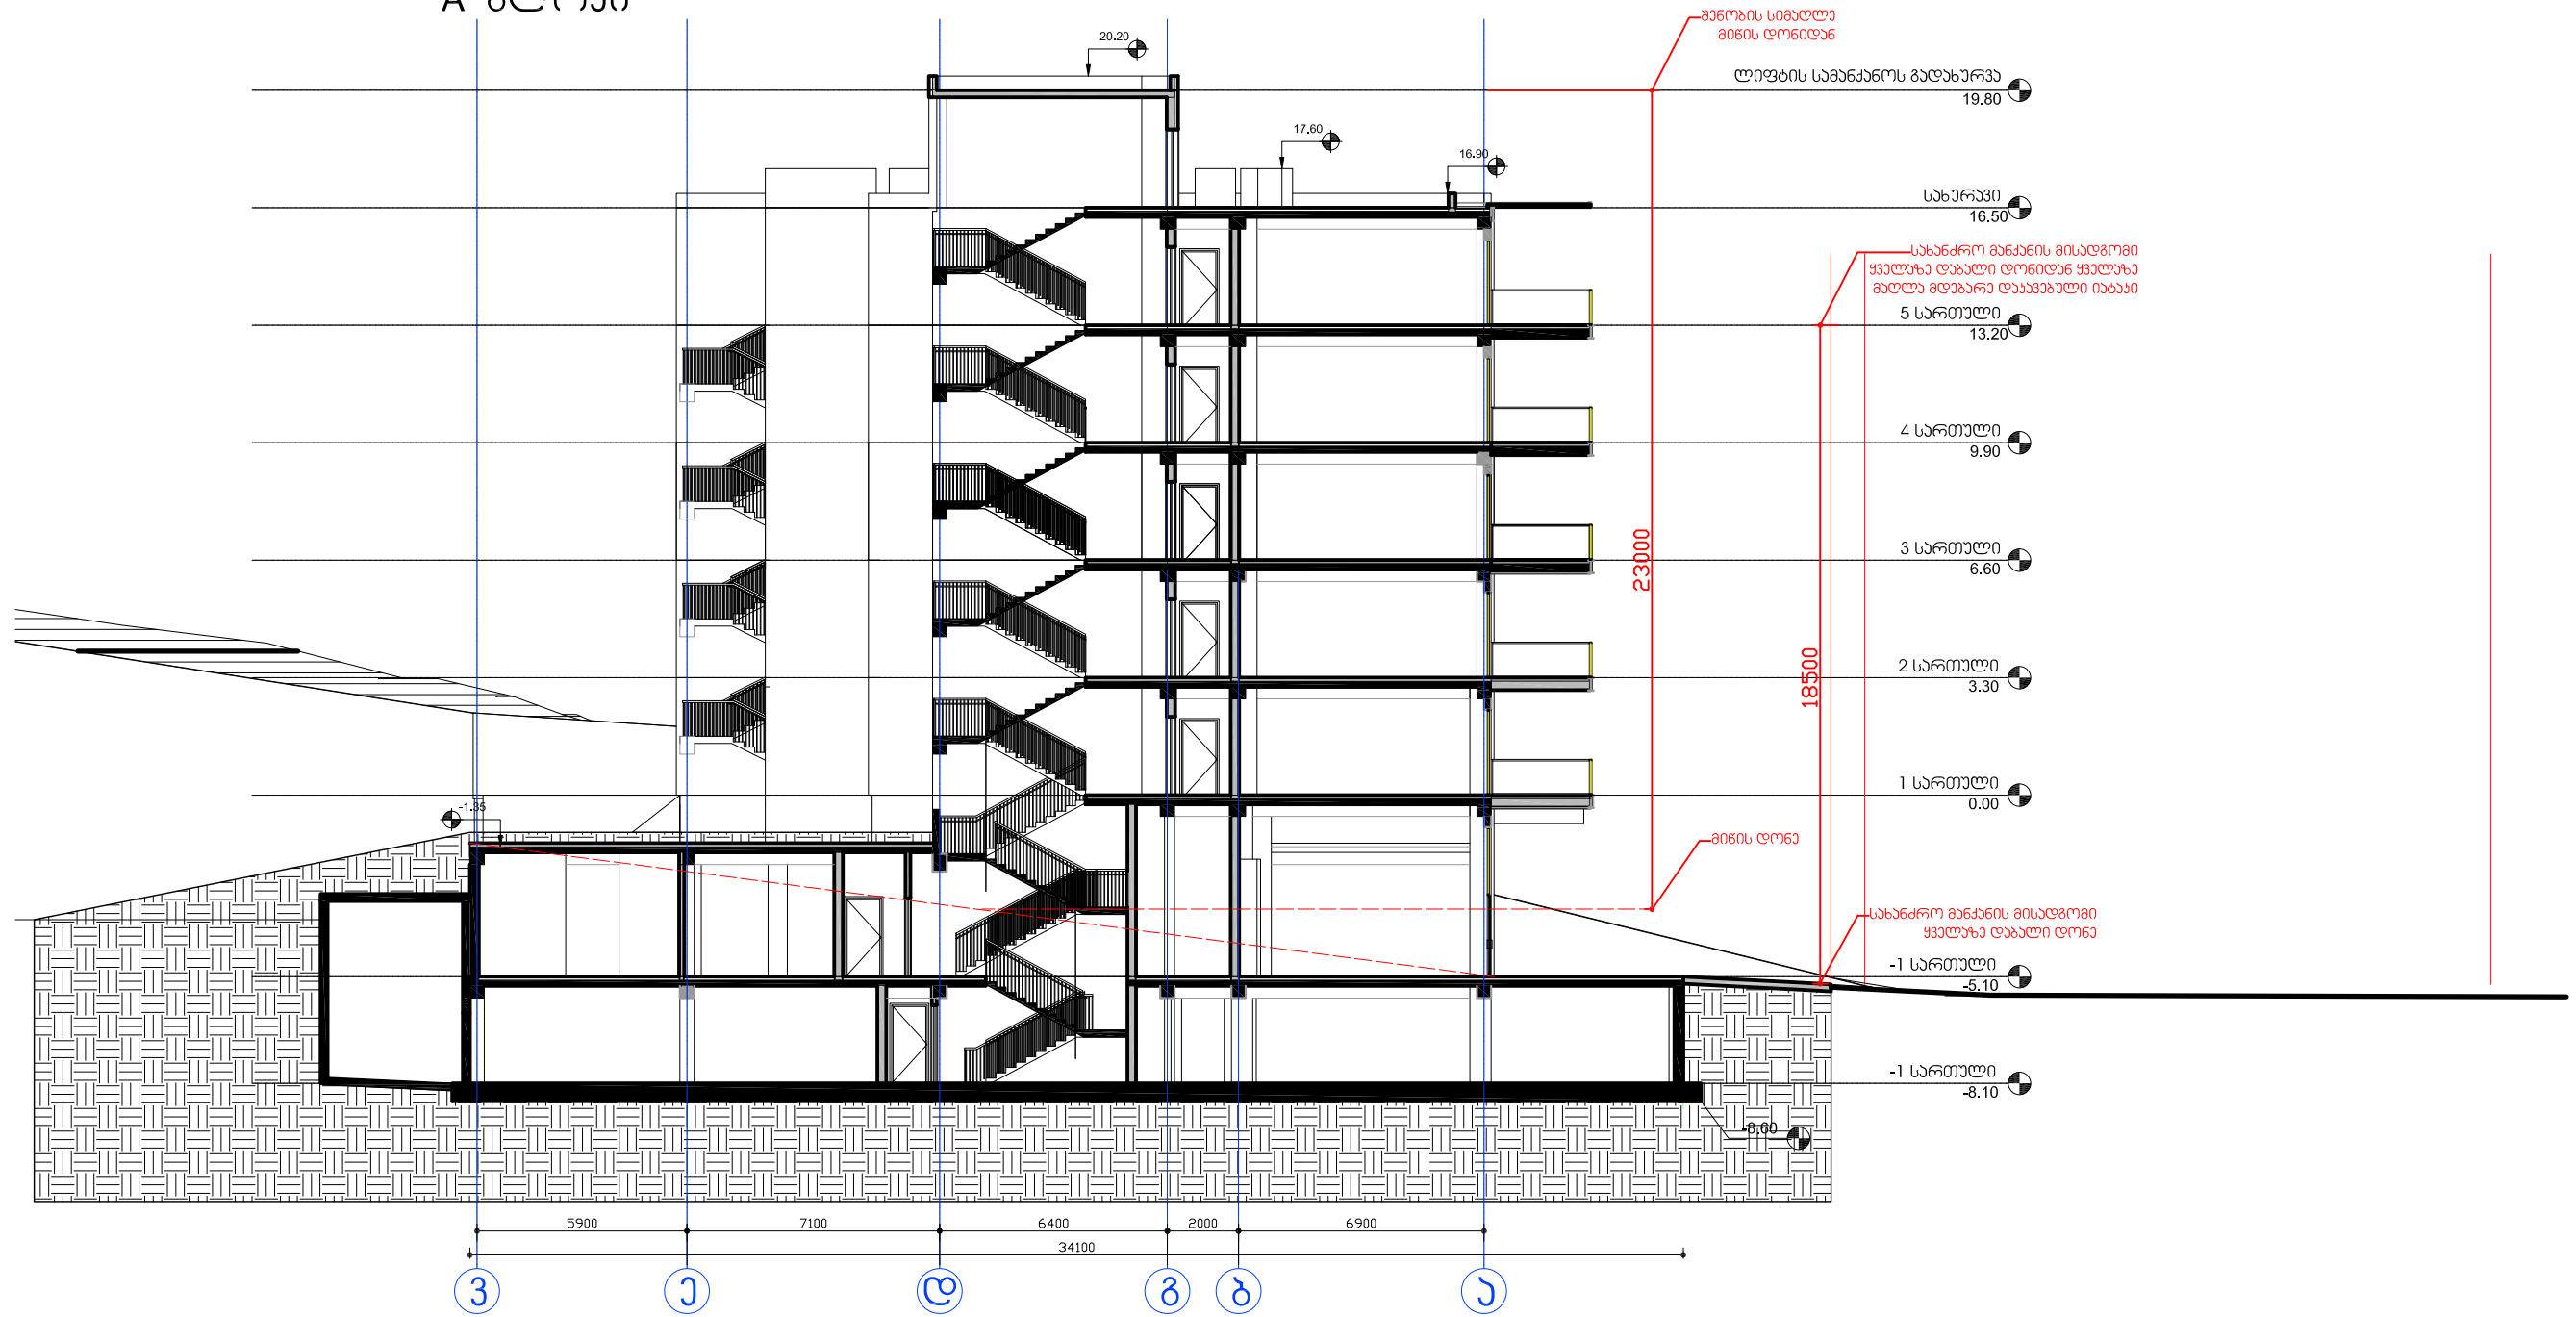 შენობის სიმაღლე
მიწის დონიდან
20.20
ლიფტის სამანქანოს გადახურვა
19.80
17.60
16.90
სახურავი
16.50
სახანძრო მანქანის მისადგომი
ყველაზე დაბალი დონიდან ყველაზე
მაღლა მდებარე დაკავებული იატაკი
5 სართული
13.20
4 სართული
9.90
23000
3 სართული
6.60
18500
2 სართული
3.30
1 სართული
0.00
-1.35
მიწის დონე
სახანძრო მანქანის მისადგომი
ყველაზე დაბალი დონე
-1 სართული
-5.10
-1 სართული
-8.10
-8.60
5900 7100 6400 2000 6900
34100
ვ ე დ გ ბ ა